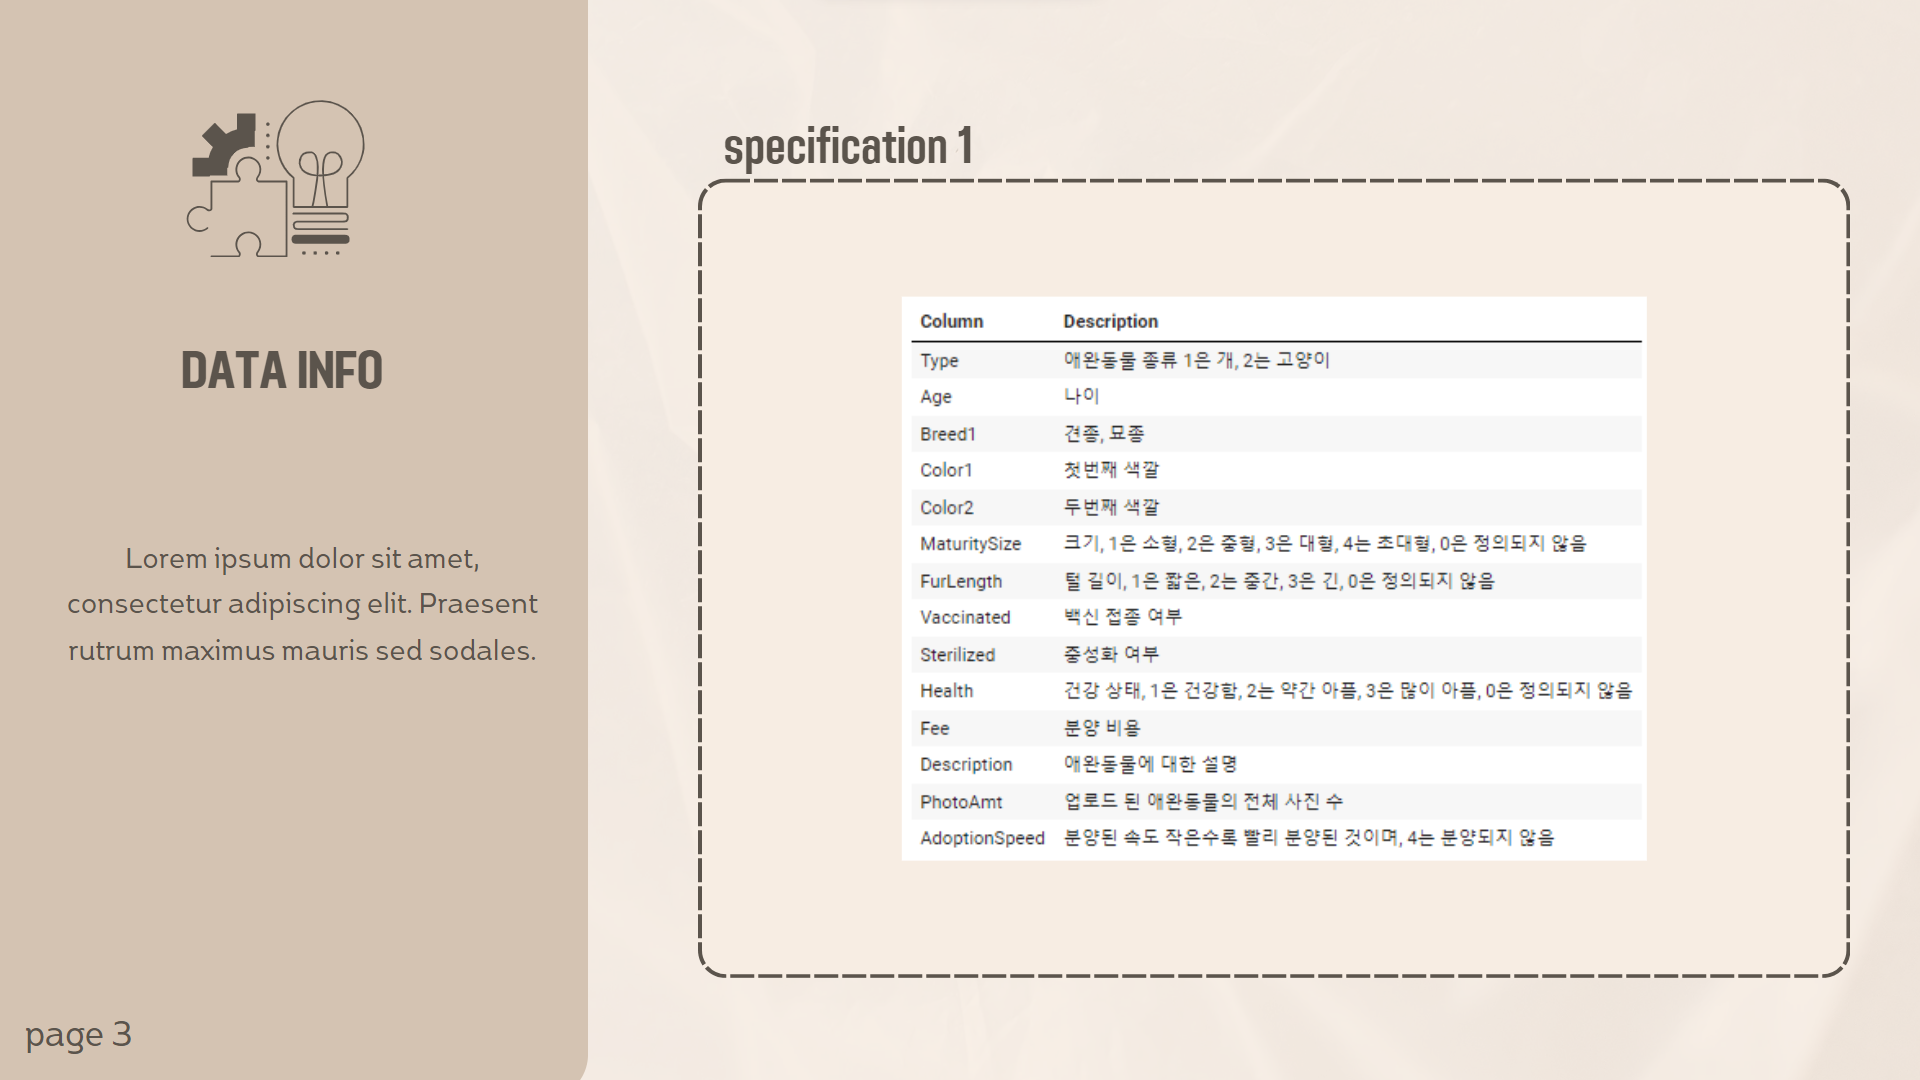 DATA INFO
Lorem ipsum dolor sit amet,
consectetur adipiscing elit. Praesent
rutrum maximus mauris sed sodales.
page 3
specification 1
Column Description
Type 애완동물 종류 1은 개, 2는 고양이
Age 나이
Breed1 견종, 묘종
Color1 첫번째 색깔
Color2 두번째 색깔
MaturitySize 크기, 1은 소형, 2은 중형, 3은 대형, 4는 초대형, 0은 정의되지 않음
FurLength 털 길이, 1은 짧은, 2는 중간, 3은 긴, 0은 정의되지 않음
Vaccinated 백신 접종 여부
Sterilized 중성화 여부
Health 건강 상태, 1은 건강함, 2는 약간 아픔, 3은 많이 아픔, 0은 정의되지 않음
Fee 분양 비용
Description 애완동물에 대한 설명
PhotoAmt 업로드 된 애완동물의 전체 사진 수
AdoptionSpeed 분양된 속도 작은수록 빨리 분양된 것이며, 4는 분양되지 않음